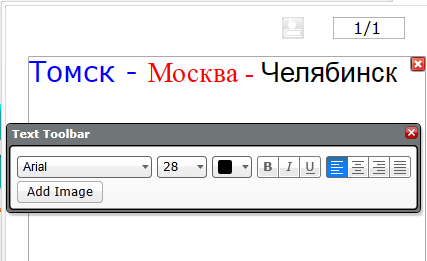 1/1
Томск - Москва - Челябинск
Text Toolbar
Arial 28 B I U
Add Image